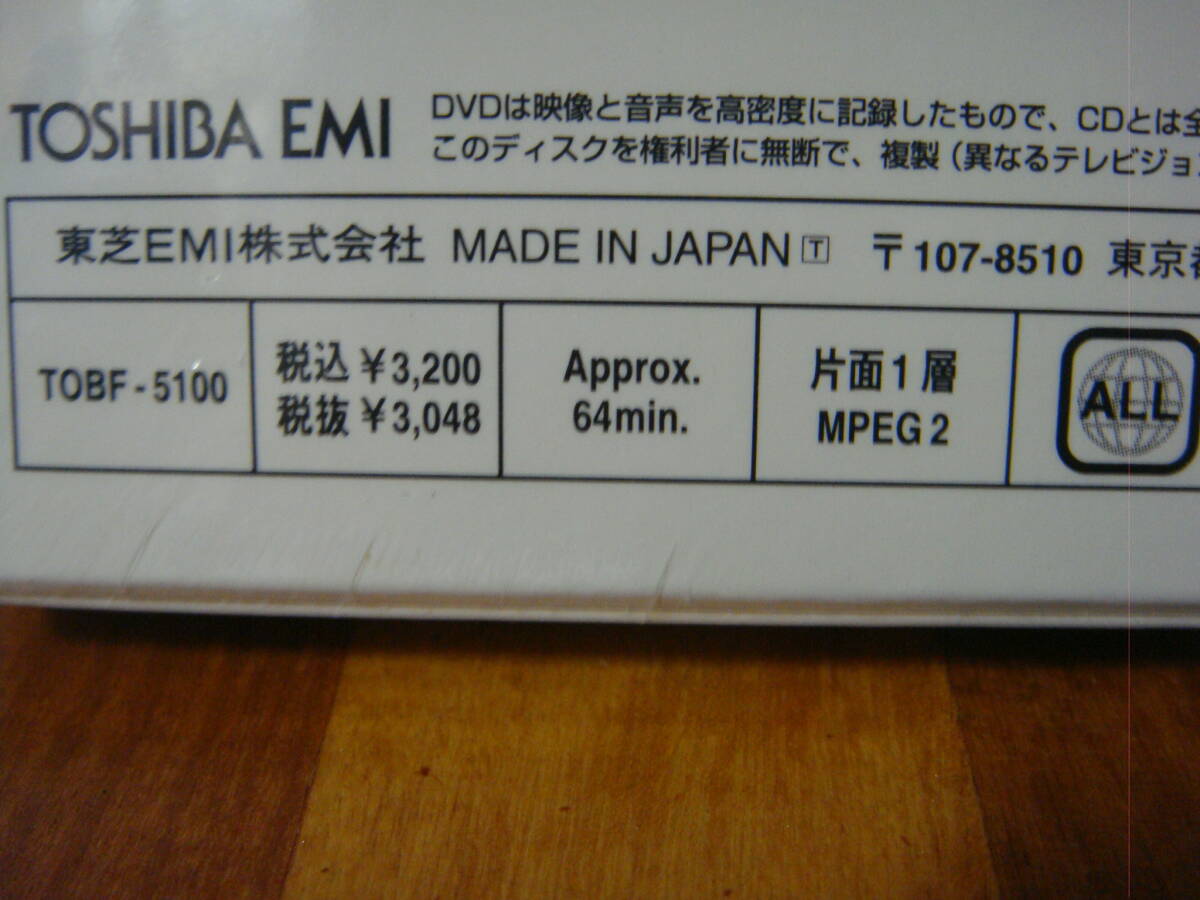 TOSHIBA EMI
DVDは映像と音声を高密度に記録したもので、CDとは全
このディスクを権利者に無断で、複製(異なるテレビジョン
東芝EMI株式会社 MADE IN JAPAN T 〒107-8510 東京都
TOBF-5100
税込¥3,200
税抜¥3,048
Approx.
64min.
片面1層
MPEG 2
ALL